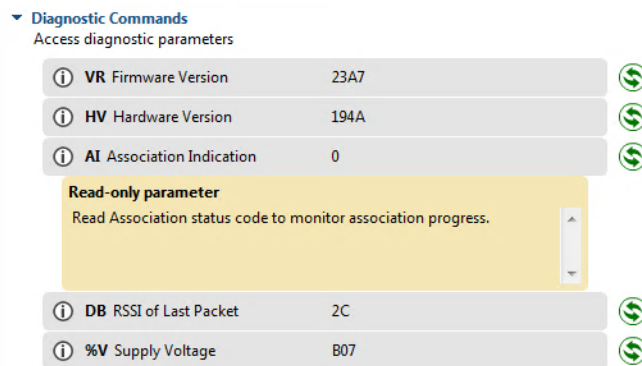 Diagnostic Commands
Access diagnostic parameters
VR Firmware Version 23A7
HV Hardware Version 194A
AI Association Indication 0
Read-only parameter
Read Association status code to monitor association progress.
DB RSSI of Last Packet 2C
%V Supply Voltage B07